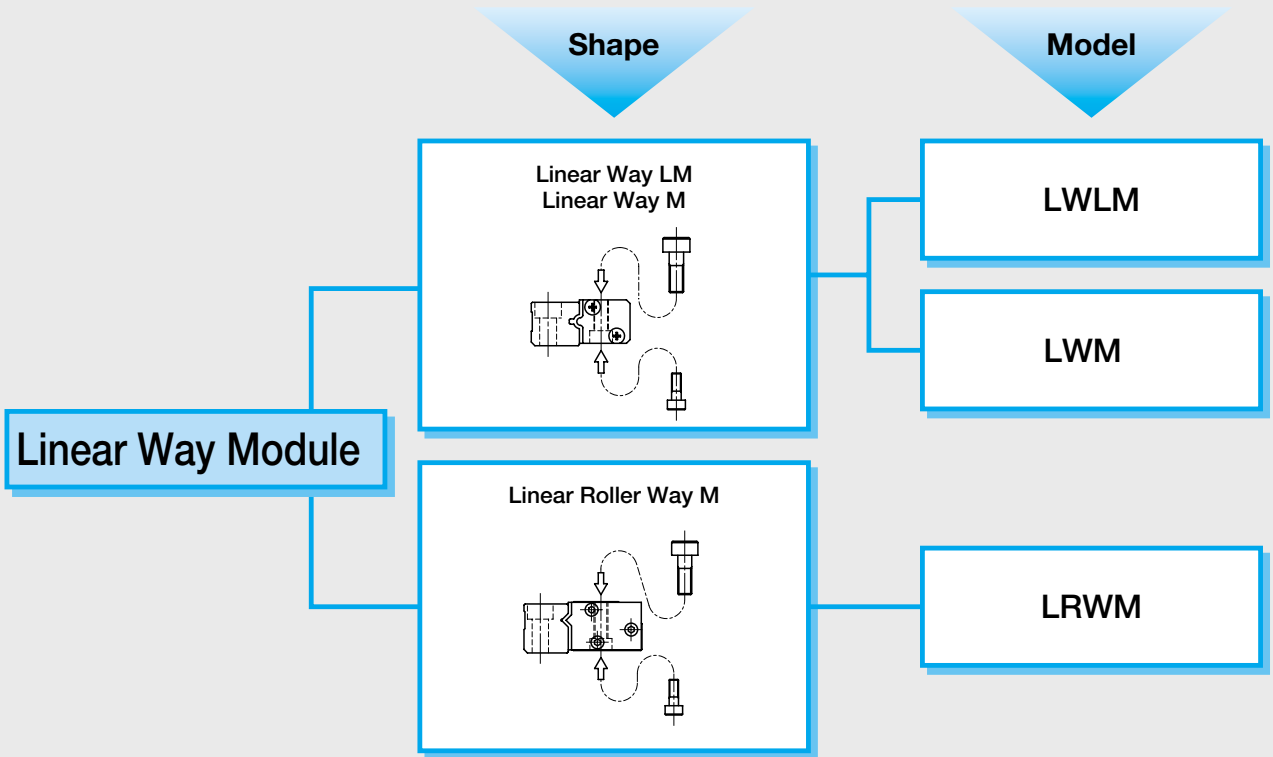 Shape
Model
Linear Way LM
Linear Way M
LWLM
LWM
Linear Way Module
Linear Roller Way M
LRWM